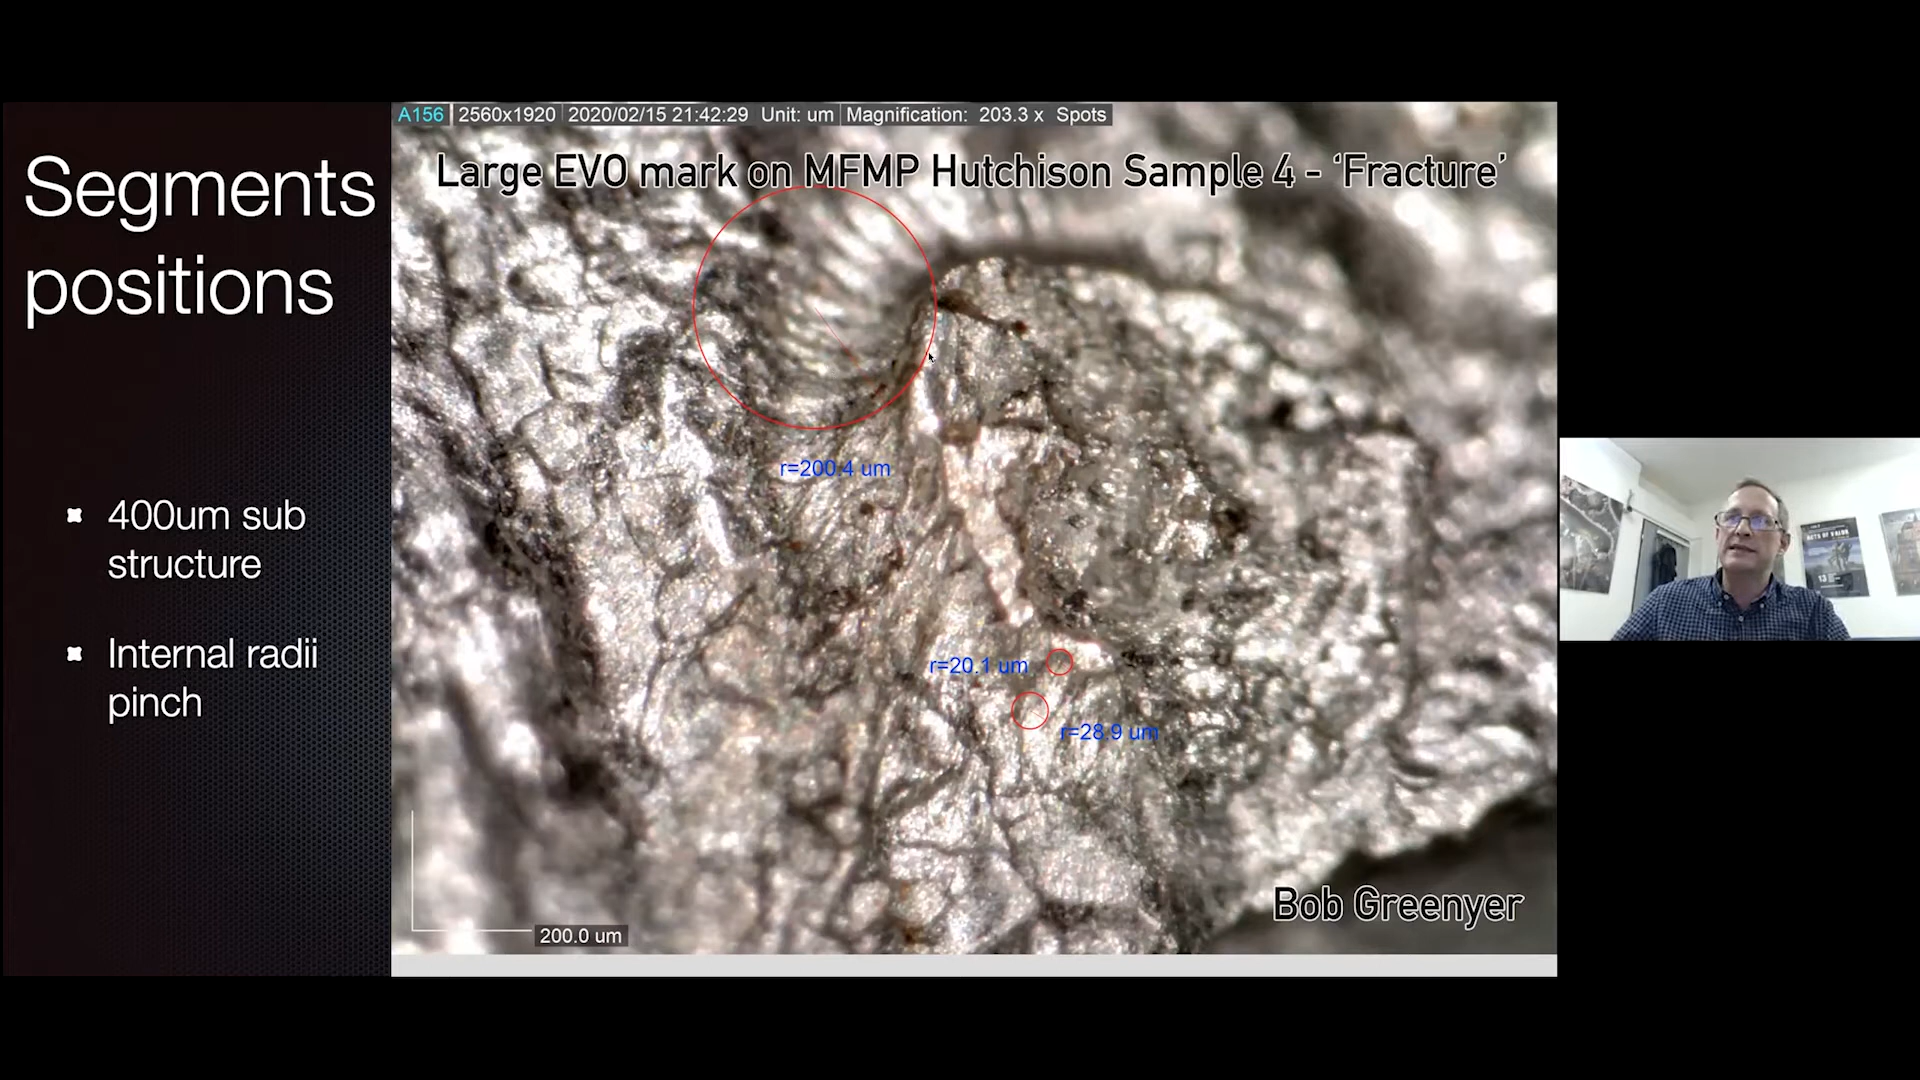 A156 2560x1920 2020/02/15 21:42:29 Unit: um Magnification: 203.3 x Spots
Large EVO mark on MFMP Hutchison Sample 4 - ‘Fracture’
Segments
positions
400um sub
structure
Internal radii
pinch
r=200.4 um
r=20.1 um
r=28.9 um
Bob Greenyer
200.0 um
13